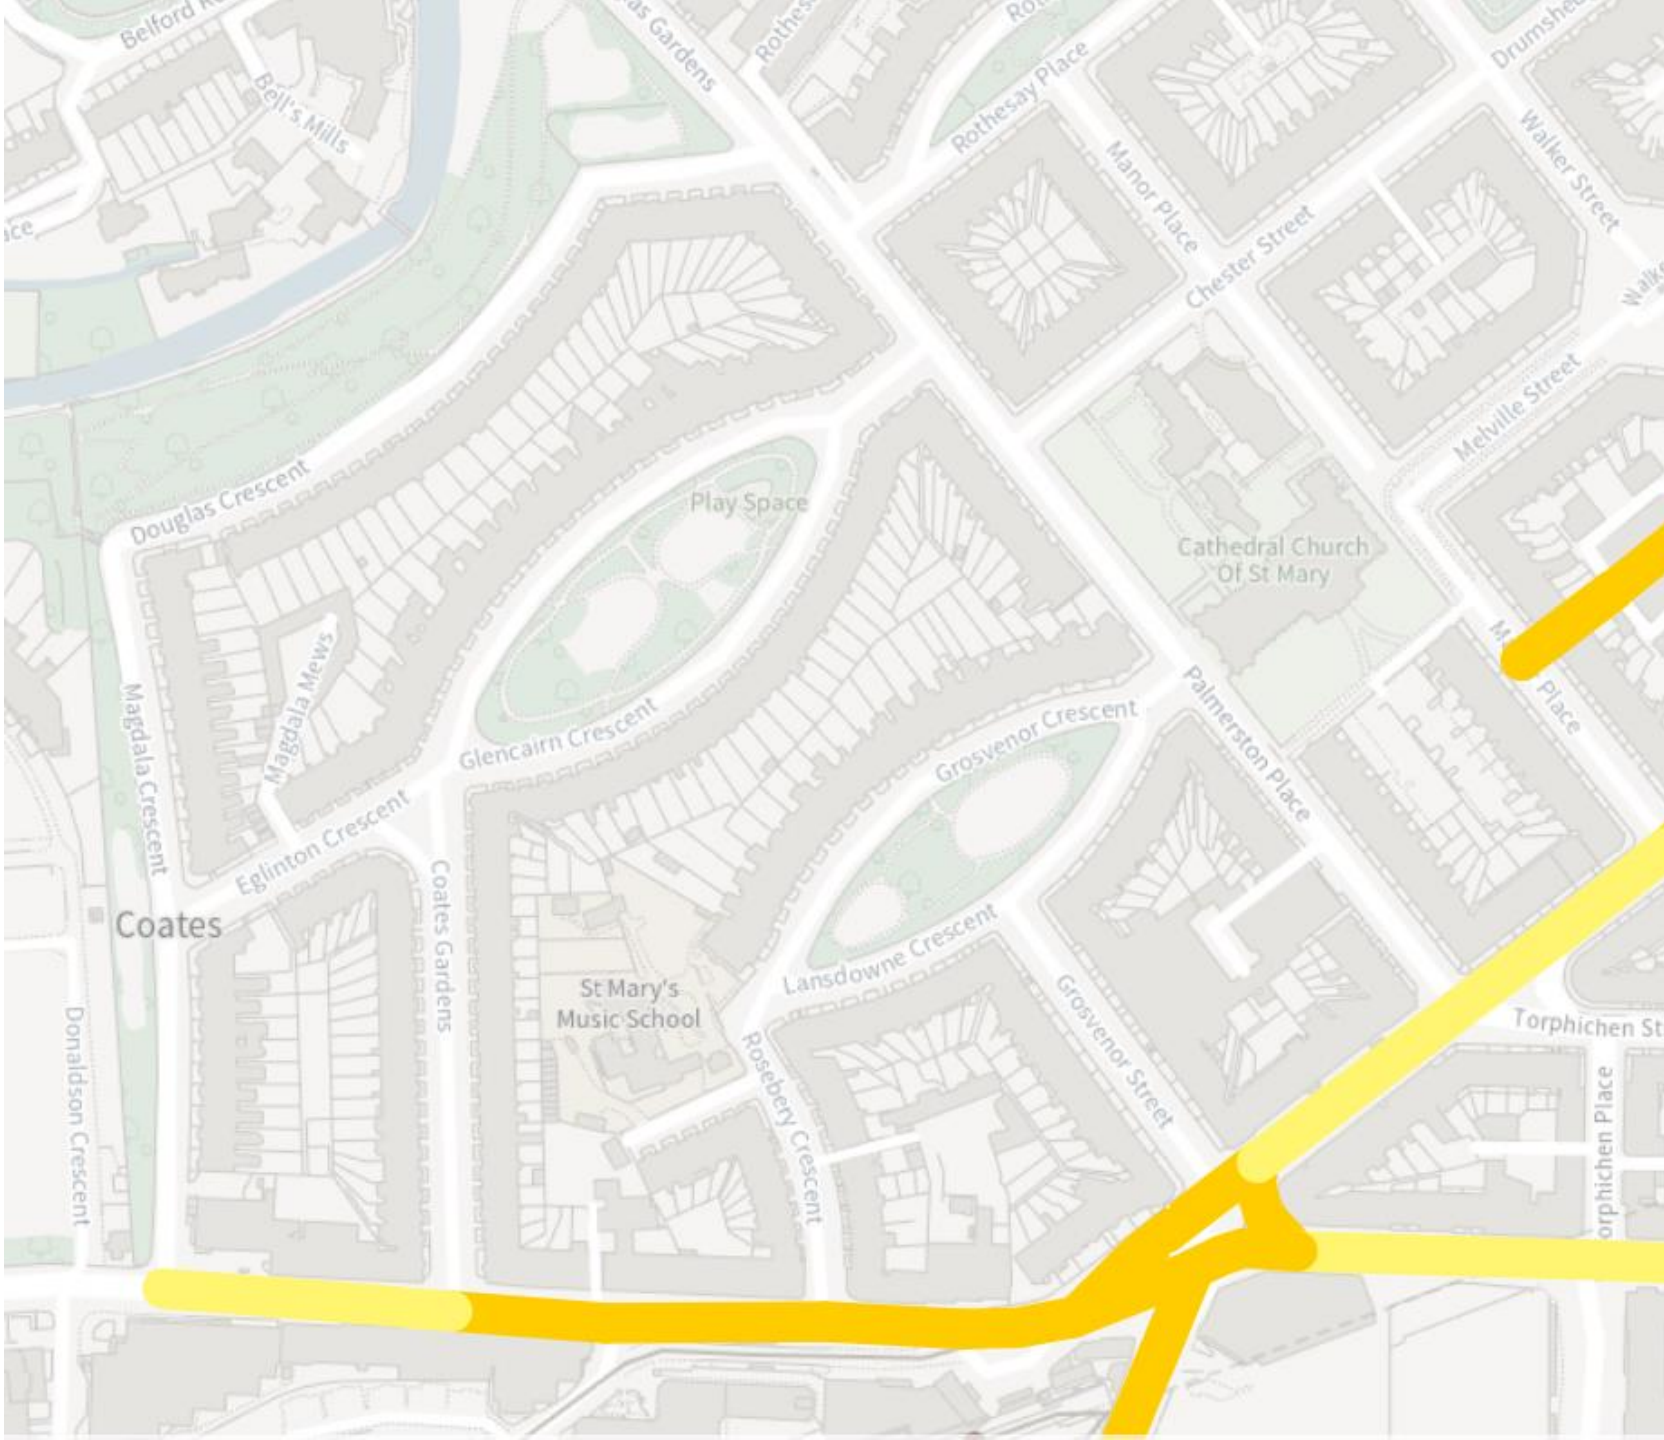 Belford
Bell's Mills
Gardens
Rothesay Place
Manor Place
Walker Street
Chester Street
Melville Street
Play Space
Douglas Crescent
Cathedral Church
Of St Mary
Magdala Mews
Magdala Crescent
Glencairn Crescent
Grosvenor Crescent
Palmerston Place
Place
Eglinton Crescent
Coates
Coates Gardens
Lansdowne Crescent
St Mary's
Music School
Grosvenor Street
Rosebery Crescent
Donaldson Crescent
Torphichen St
orphichen Place